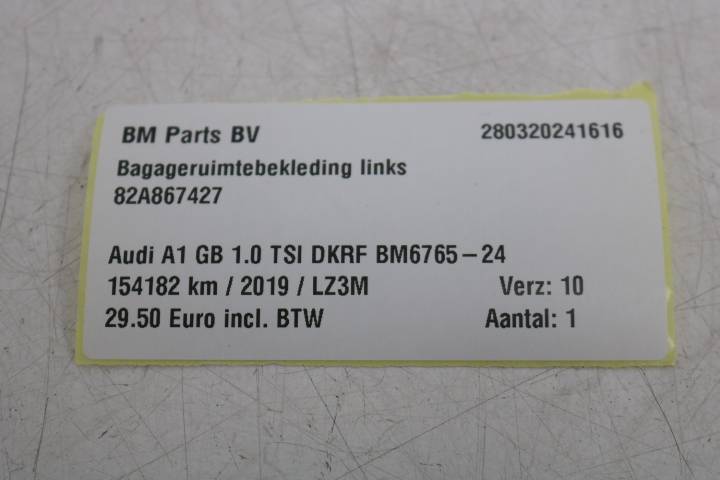 BM Parts BV 280320241616
Bagageruimtebekleding links
82A867427
Audi A1 GB 1.0 TSI DKRF BM6765-24
154182 km / 2019 / LZ3M Verz: 10
29.50 Euro incl. BTW Aantal: 1